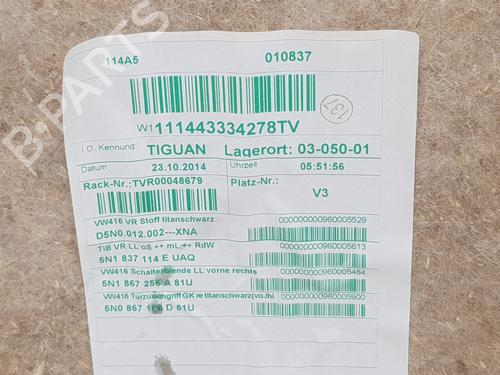 114A5 010837
137
W1111443334278TV
I.O. Kennung: TIGUAN Lagerort: 03-050-01
Datum 23.10.2014 Uhrzeit 05:51:56
Rack-Nr.: TVR00048679 Platz-Nr.: V3
VW416 VR Stoff titanschwarz 000000000960005529
D5N0.012.002---XNA
TIB VR LL oS ++ mL ++ RdW 000000000960005613
5N1 837 114 E UAQ
VW416 Schalterblende LL vorne rechts 000000000960005484
5N1 867 256 A 81U
VW416 Turzuziehgriff GK re titanschwarz(vo./hi. 000000000960005900
5N0 867 D 81U
B-PARTS